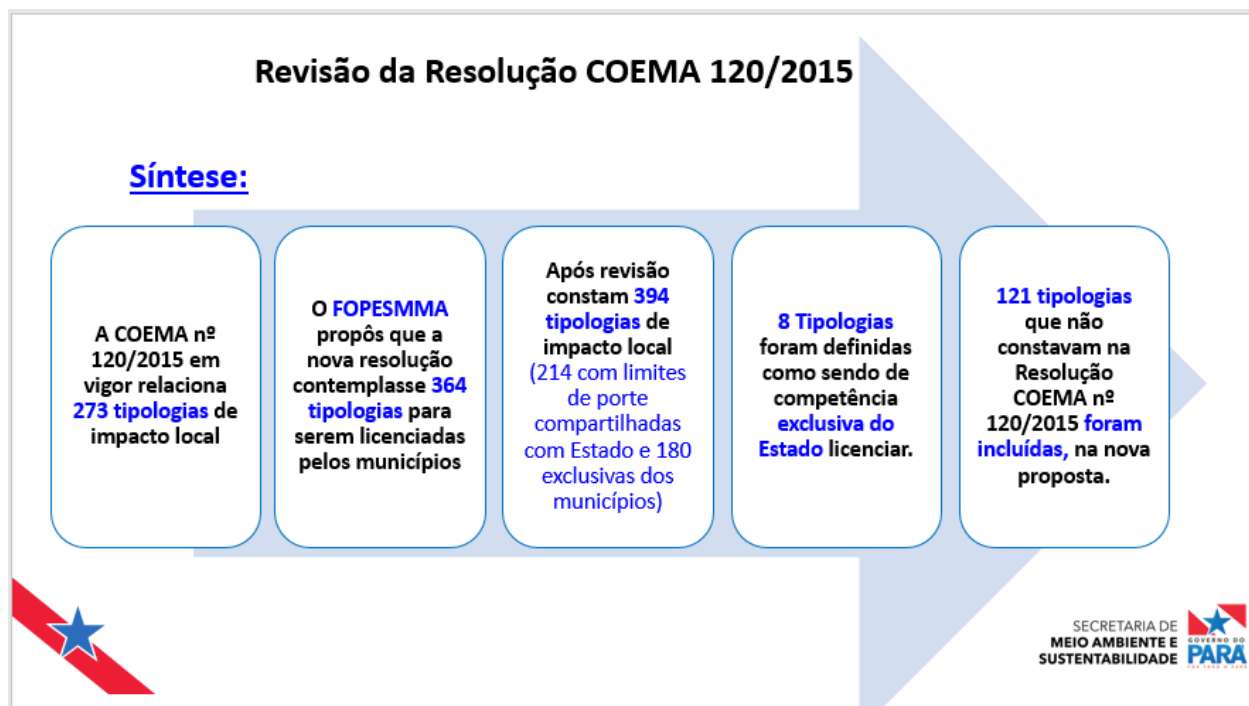 Revisão da Resolução COEMA 120/2015
Síntese:
A COEMA nº
120/2015 em
vigor relaciona
273 tipologias de
impacto local
O FOPESMMA
propôs que a
nova resolução
contemplasse 364
tipologias para
serem licenciadas
pelos municípios
Após revisão
constam 394
tipologias de
impacto local
(214 com limites
de porte
compartilhadas
com Estado e 180
exclusivas dos
municípios)
8 Tipologias
foram definidas
como sendo de
competência
exclusiva do
Estado licenciar.
121 tipologias
que não
constavam na
Resolução
COEMA nº
120/2015 foram
incluídas, na nova
proposta.
SECRETARIA DE
MEIO AMBIENTE E
SUSTENTABILIDADE
GOVERNO DO
PARÁ
POR TODO O PARÁ